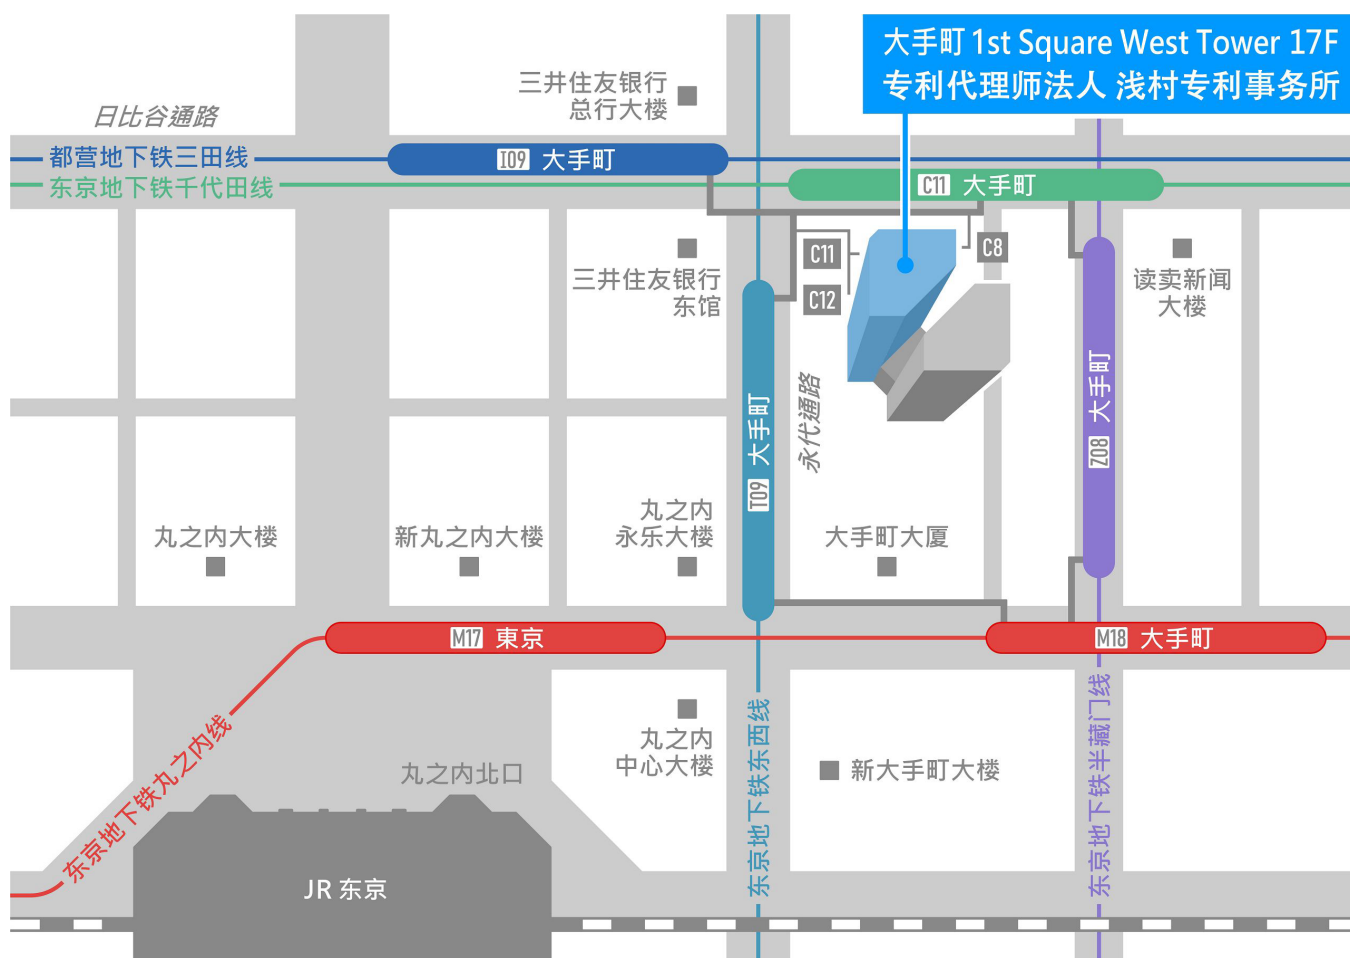 大手町 1st Square West Tower 17F
专利代理师法人 浅村专利事务所
三井住友银行
总行大楼
日比谷通路
都营地下铁三田线
I09 大手町
东京地下铁千代田线
C11 大手町
三井住友银行
东馆
C11
C12
C8
读卖新闻
大楼
T09 大手町
永代通路
Z08 大手町
丸之内大楼
新丸之内大楼
丸之内
永乐大楼
大手町大厦
M17 東京
M18 大手町
东京地下铁丸之内线
丸之内北口
丸之内
中心大楼
东京地下铁东西线
新大手町大楼
东京地下铁半藏门线
JR 东京